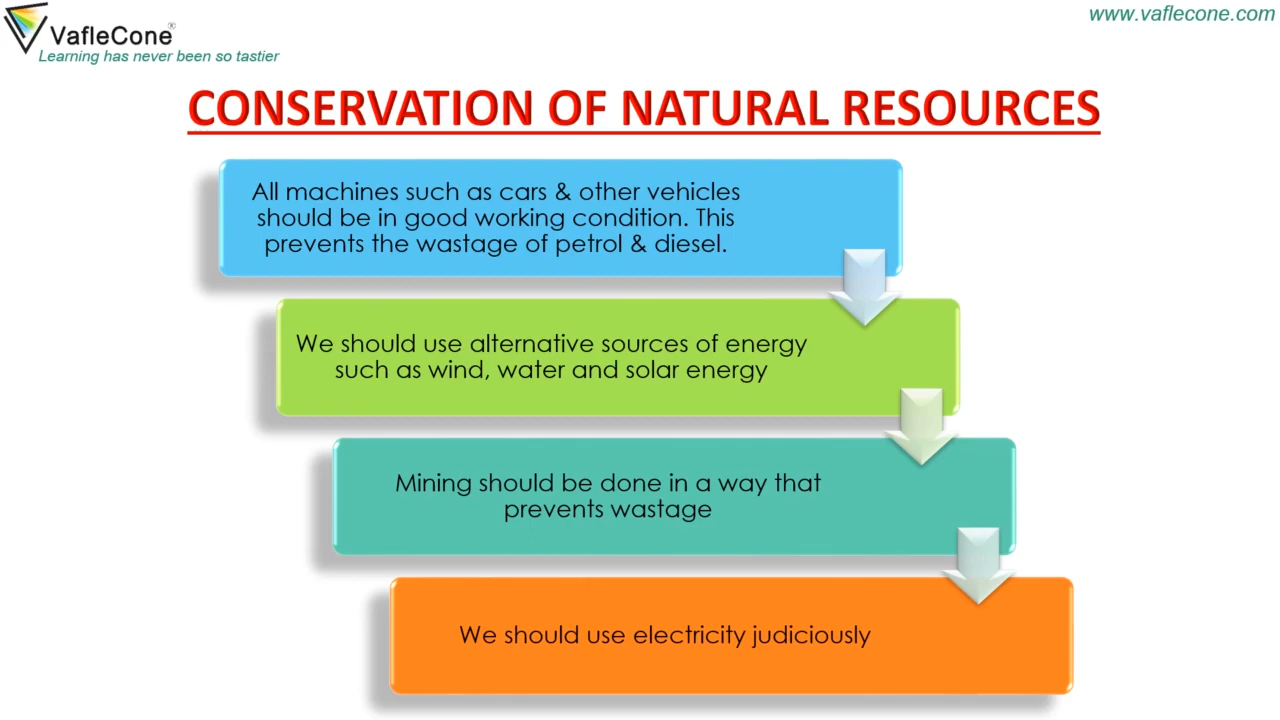 VafleCone®
Learning has never been so tastier
www.vaflecone.com
CONSERVATION OF NATURAL RESOURCES
All machines such as cars & other vehicles
should be in good working condition. This
prevents the wastage of petrol & diesel.
We should use alternative sources of energy
such as wind, water and solar energy
Mining should be done in a way that
prevents wastage
We should use electricity judiciously